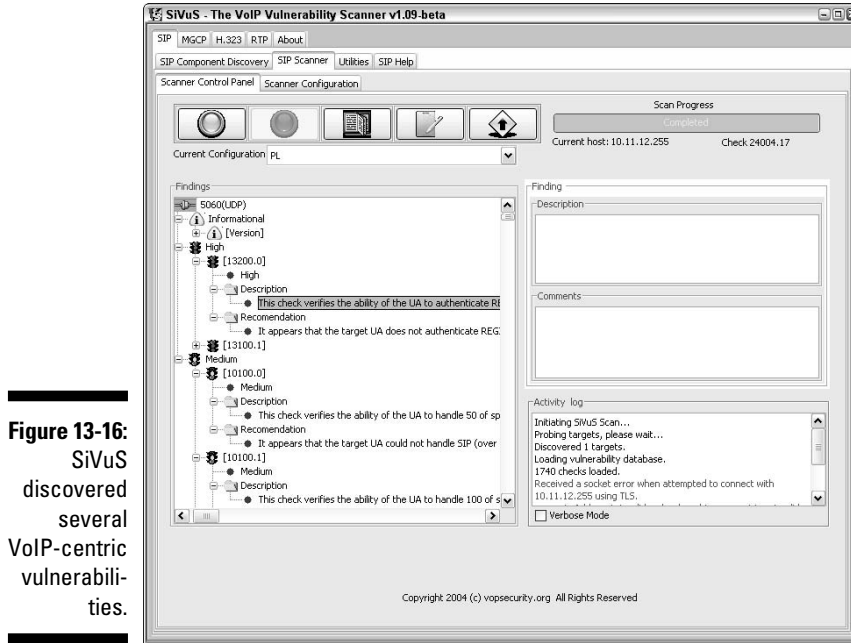 SiVuS - The VoIP Vulnerability Scanner v1.09-beta
SIP MGCP H.323 RTP About
SIP Component Discovery SIP Scanner Utilities SIP Help
Scanner Control Panel Scanner Configuration
Scan Progress
Completed
Current host: 10.11.12.255 Check 24004.17
Current Configuration PL
Findings
5060(UDP)
Informational
[Version]
High
[13200.0]
High
Description
This check verifies the ability of the UA to authenticate RE
Recomendation
It appears that the target UA does not authenticate REG
[13100.1]
Medium
[10100.0]
Medium
Description
This check verifies the ability of the UA to handle 50 of sp
Recomendation
It appears that the target UA could not handle SIP (over
[10100.1]
Medium
Description
This check verifies the ability of the UA to handle 100 of s
Finding
Description
Comments
Activity log
Initiating SiVuS Scan...
Probing targets, please wait...
Discovered 1 targets.
Loading vulnerability database.
1740 checks loaded.
Received a socket error when attempted to connect with
10.11.12.255 using TLS.
Verbose Mode
Copyright 2004 (c) vopsecurity.org All Rights Reserved
Figure 13-16:
SiVuS
discovered
several
VoIP-centric
vulnerabili-
ties.